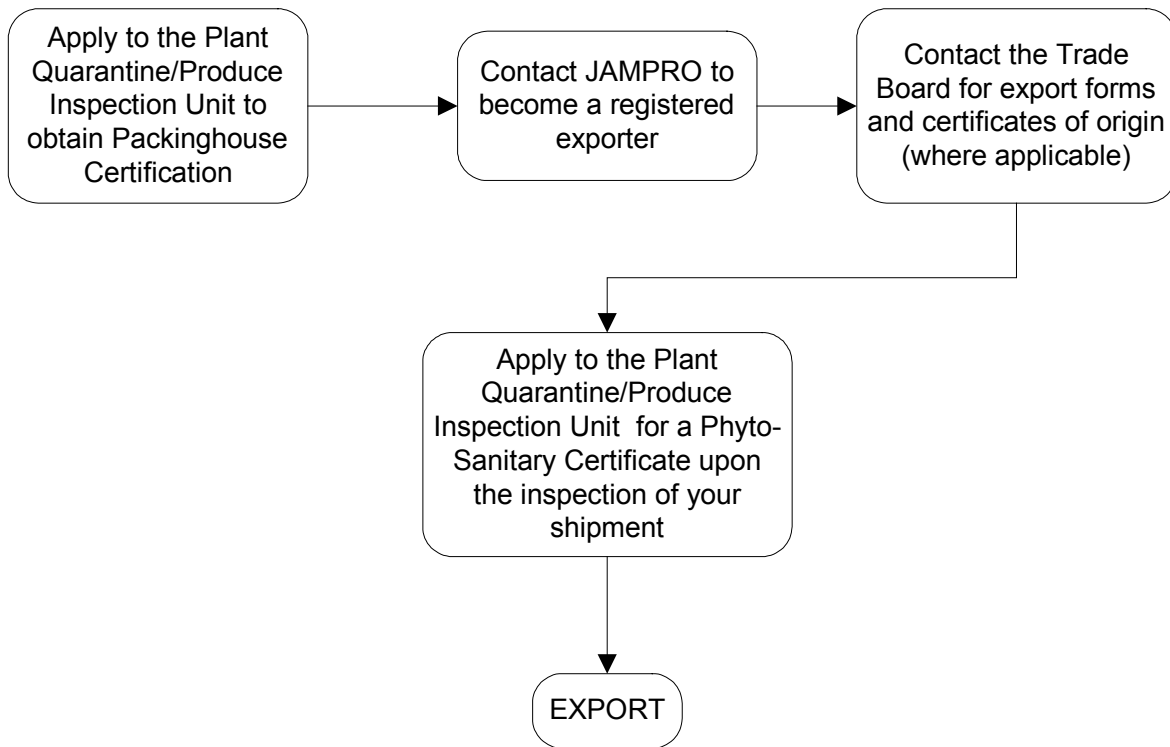 Apply to the Plant
Quarantine/Produce
Inspection Unit to
obtain Packinghouse
Certification
Contact JAMPRO to
become a registered
exporter
Contact the Trade
Board for export forms
and certificates of origin
(where applicable)
Apply to the Plant
Quarantine/Produce
Inspection Unit  for a Phyto-
Sanitary Certificate upon
the inspection of your
shipment
EXPORT